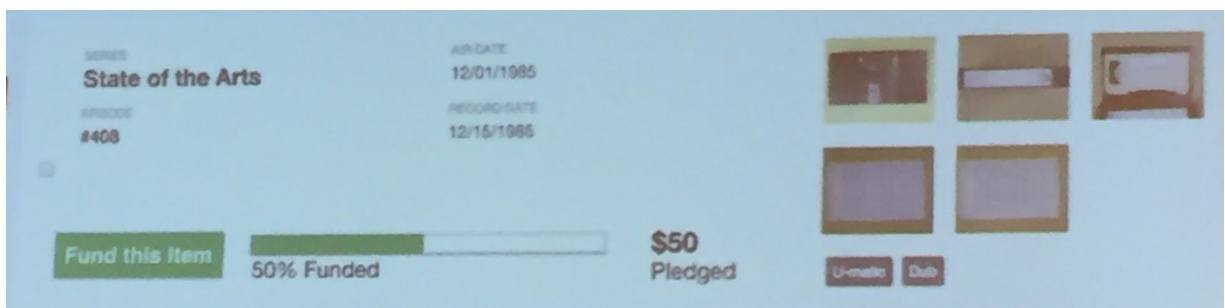 SERIES
State of the Arts
EPISODE
#408
AIR DATE
12/01/1985
RECORD DATE
12/15/1985
Fund this Item
50% Funded
$50
Pledged
U-matic
Dub